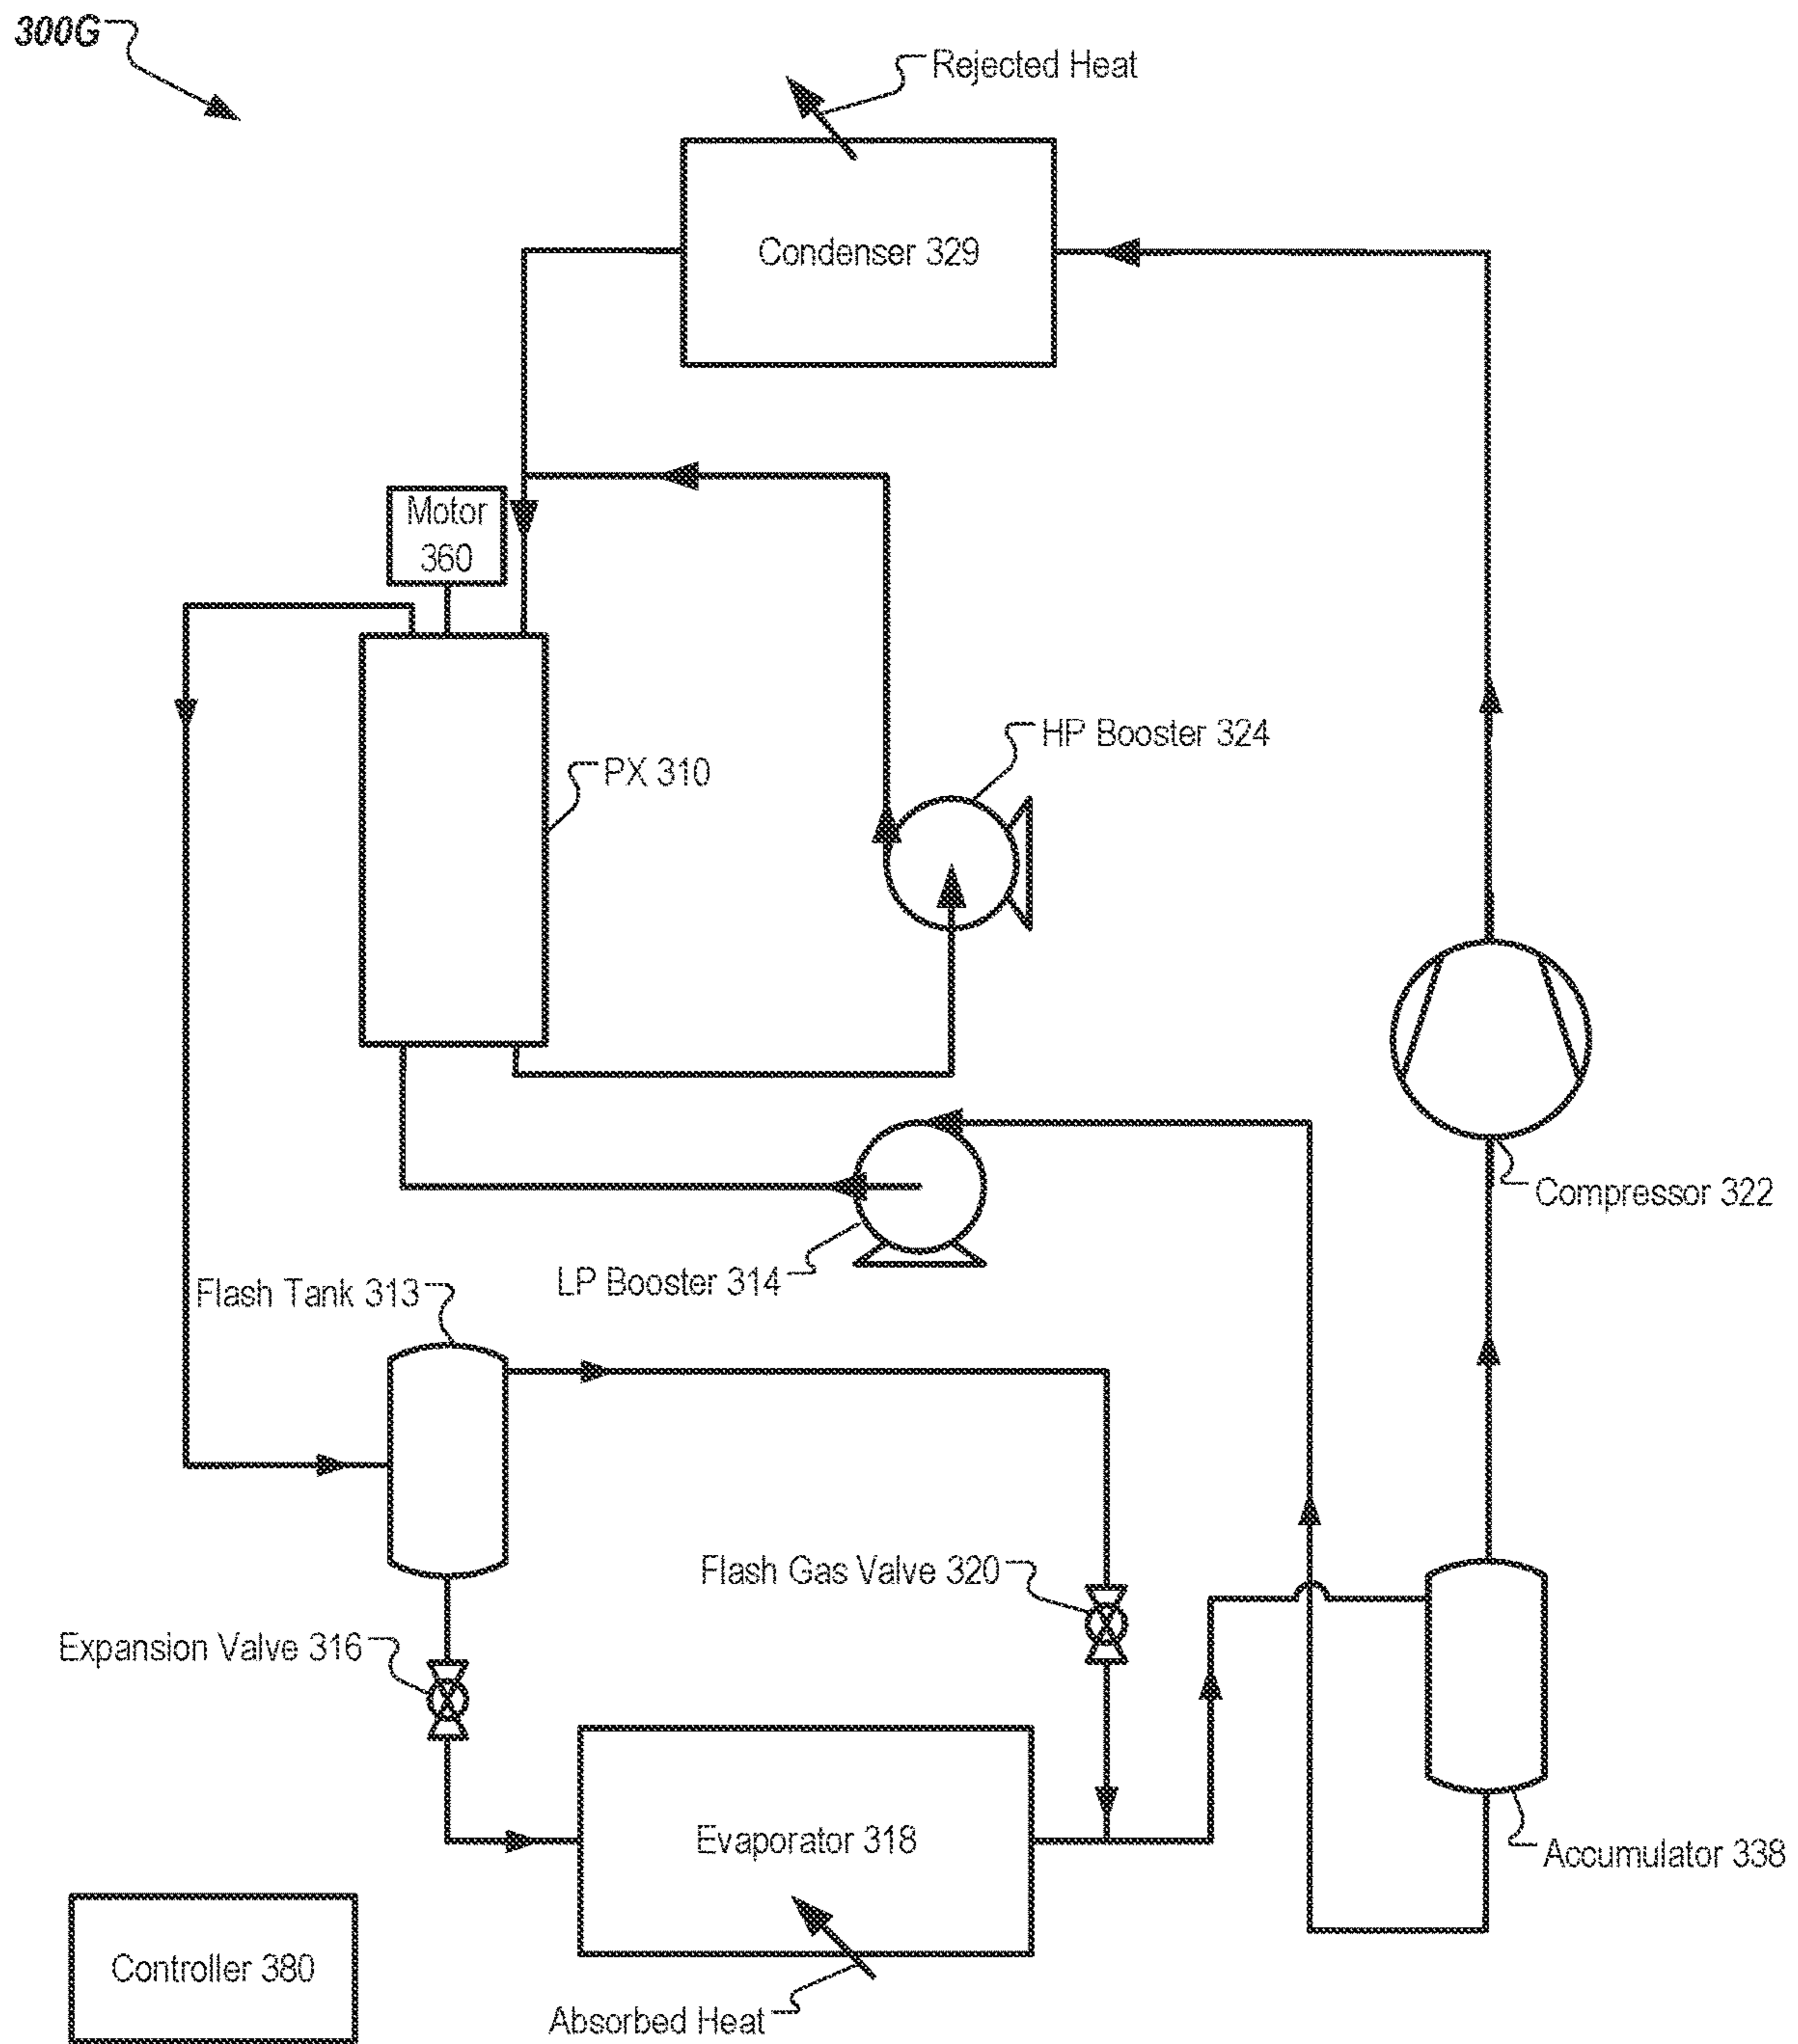 300G
Rejected Heat
Condenser 329
Motor
360
HP Booster 324
PX 310
Compressor 322
LP Booster 314
Flash Tank 313
Flash Gas Valve 320
Expansion Valve 316
Evaporator 318
Accumulator 338
Controller 380
Absorbed Heat